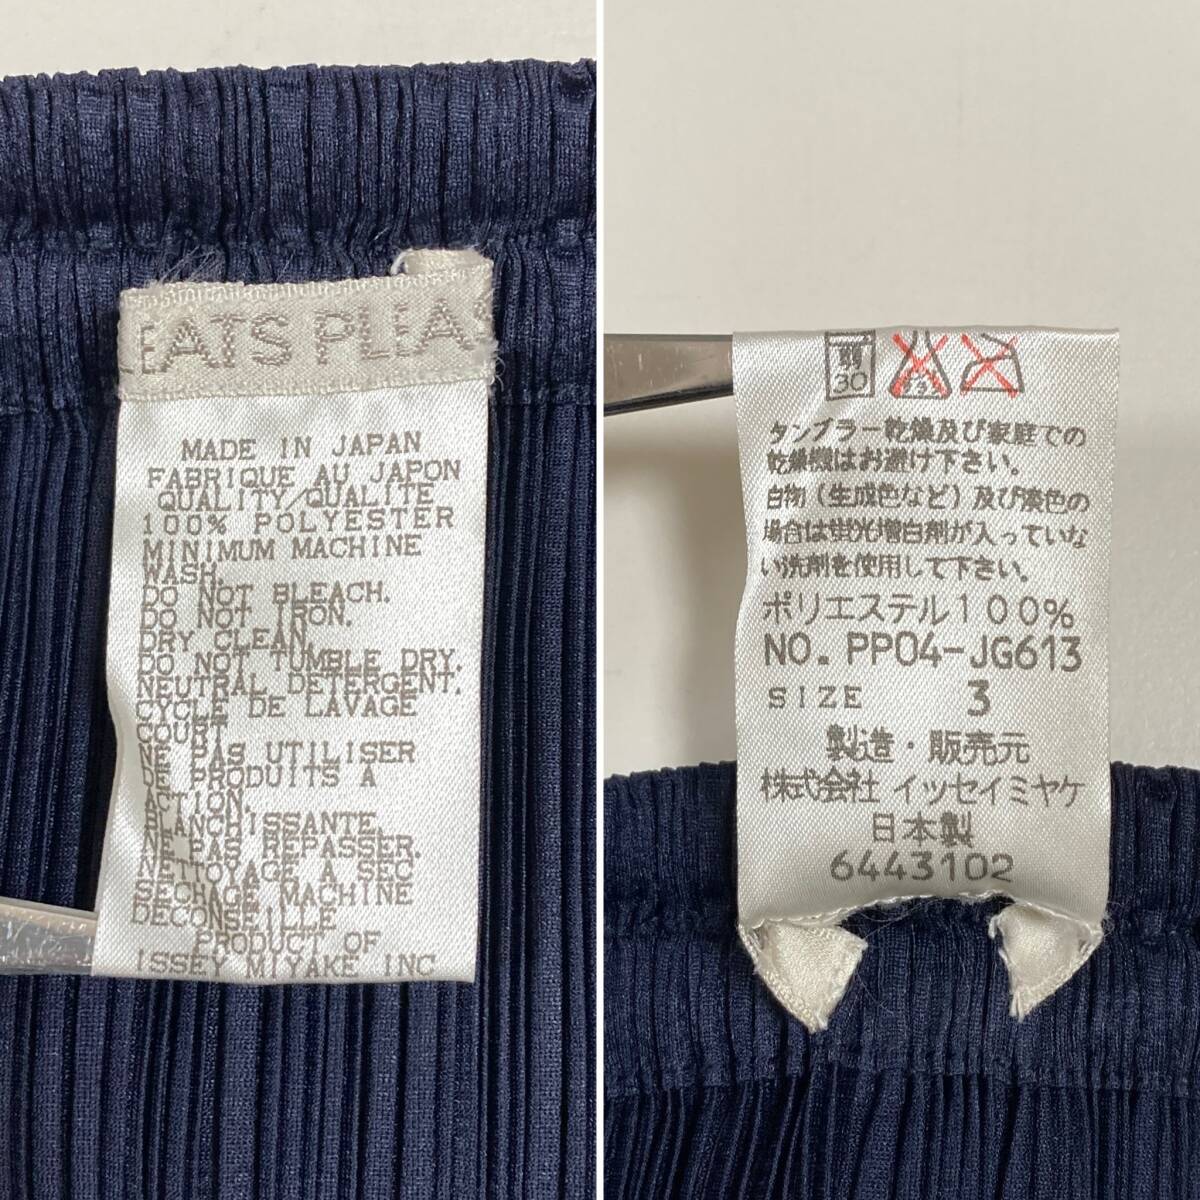 LEATS PLEA
MADE IN JAPAN
FABRIQUE AU JAPON
QUALITY/QUALITE
100% POLYESTER
MINIMUM MACHINE
WASH.
DO NOT BLEACH.
DO NOT IRON.
DRY CLEAN.
DO NOT TUMBLE DRY.
NEUTRAL DETERGENT.
CYCLE DE LAVAGE
COURT
NE PAS UTILISER
DE PRODUITS A
ACTION
BLANCHISSANTE.
NE PAS REPASSER.
NETTOYAGE A SEC
SECHAGE MACHINE
DECONSEILLE
PRODUCT OF
ISSEY MIYAKE INC
弱
30
タンブラー乾燥及び家庭での
乾燥機はお避け下さい。
白物(生成色など)及び淡色の
場合は蛍光増白剤が入っていな
い洗剤を使用して下さい。
ポリエステル100%
NO. PP04-JG613
SIZE 3
製造・販売元
株式会社 イッセイミヤケ
日本製
6443102